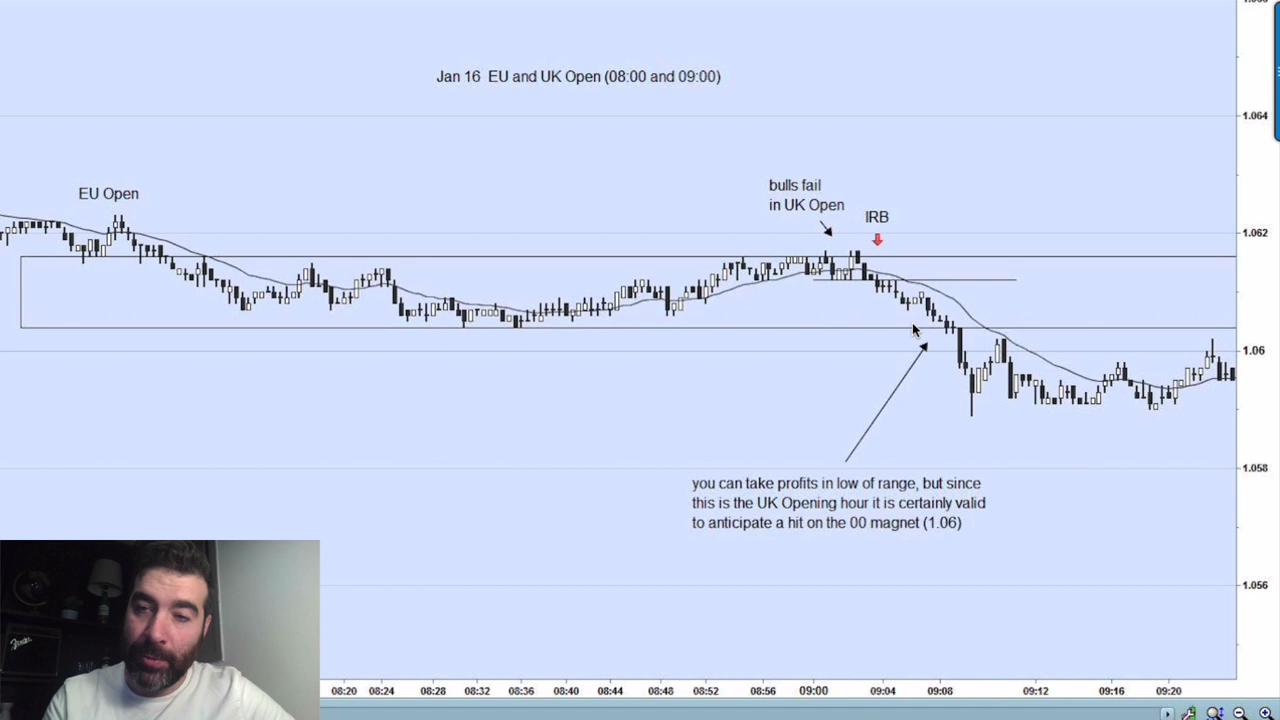 Jan 16 EU and UK Open (08:00 and 09:00)
1.064
bulls fail
in UK Open
EU Open
IRB
1.062
1.06
1.058
you can take profits in low of range, but since
this is the UK Opening hour it is certainly valid
to anticipate a hit on the 00 magnet (1.06)
1.056
Fender
08:20 08:24 08:28 08:32 08:36 08:40 08:44 08:48 08:52 08:56 09:00 09:04 09:08 09:12 09:16 09:20